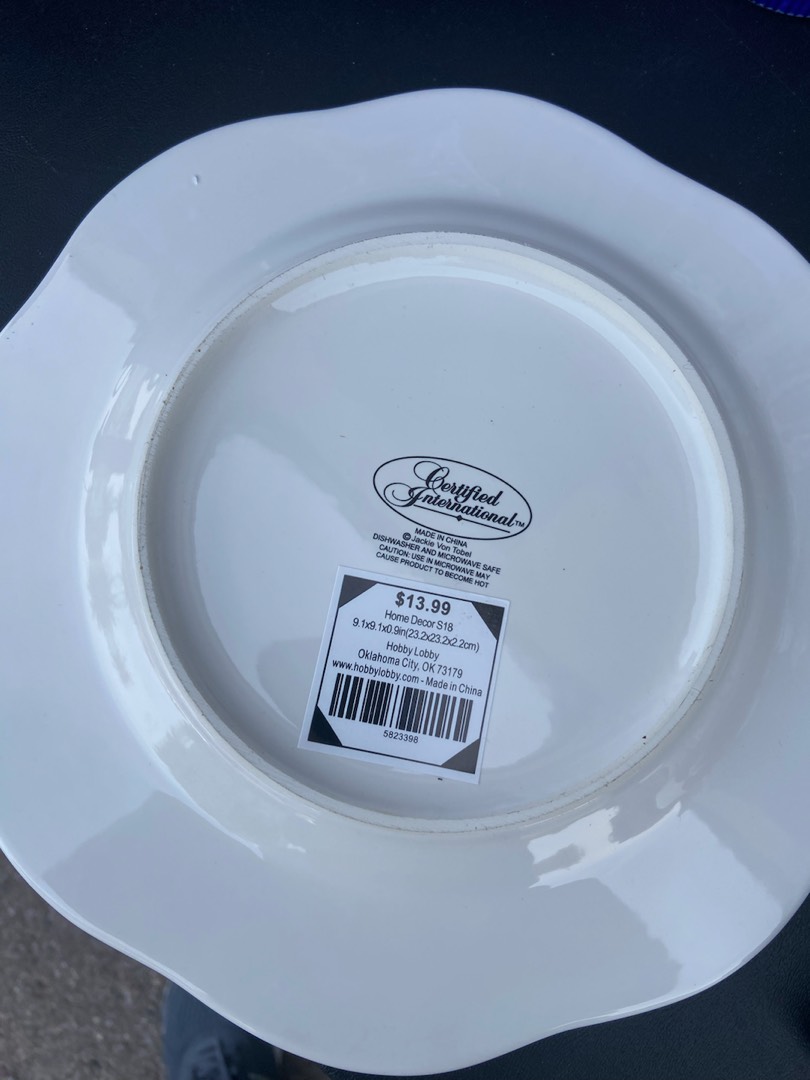 Certified
International™
MADE IN CHINA
© Jackie Von Tobel
DISHWASHER AND MICROWAVE SAFE
CAUTION: USE IN MICROWAVE MAY
CAUSE PRODUCT TO BECOME HOT
$13.99
Home Decor S18
9.1x9.1x0.9in(23.2x23.2x2.2cm)
Hobby Lobby
Oklahoma City, OK 73179
www.hobbylobby.com - Made in China
5823398